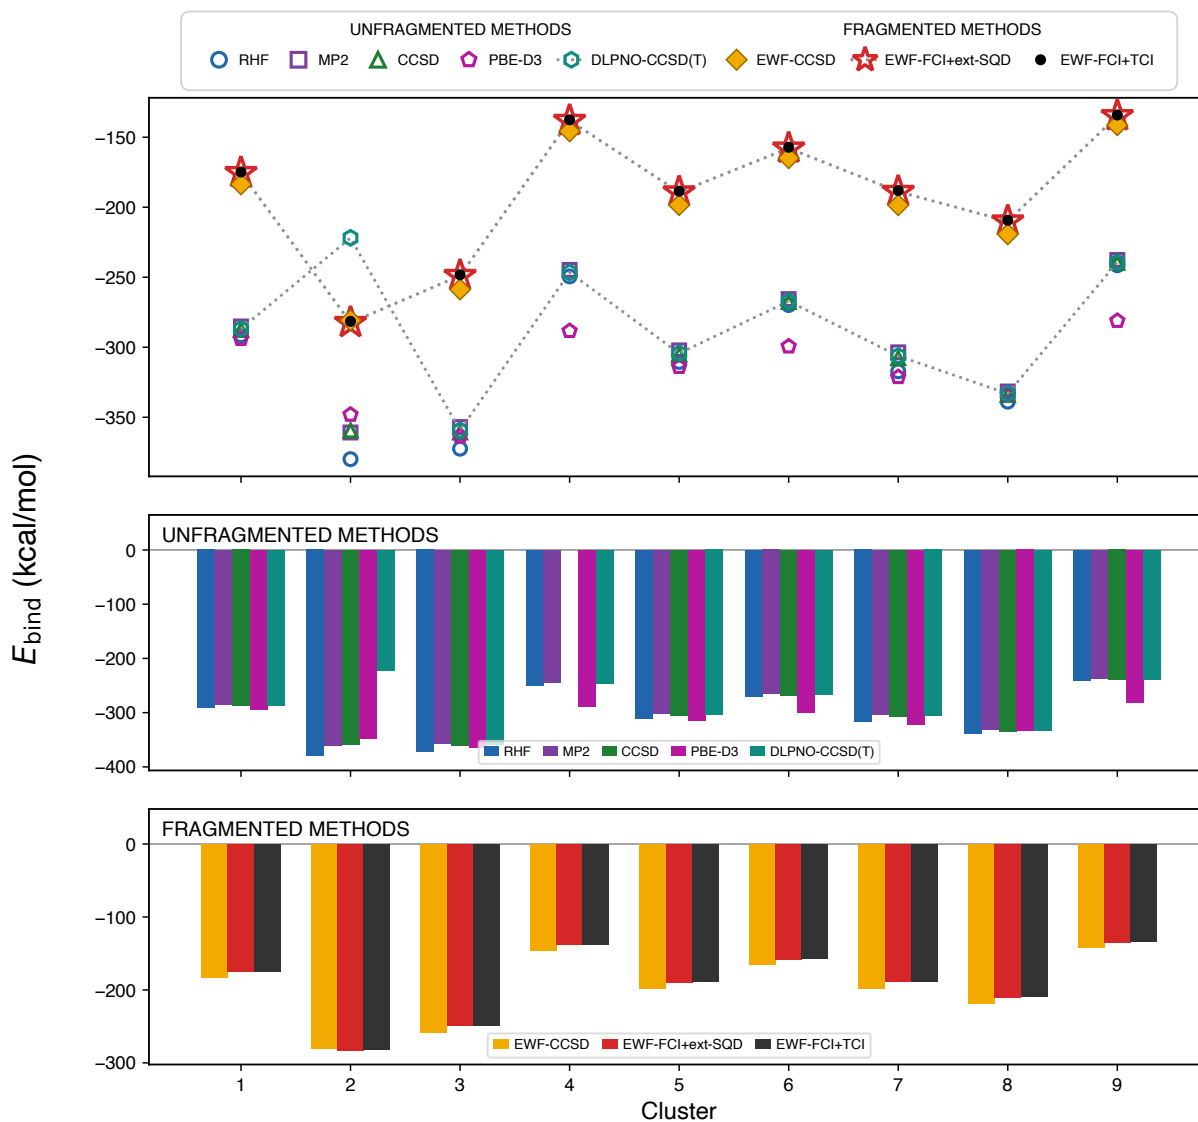 UNFRAGMENTED METHODS FRAGMENTED METHODS
RHF MP2 CCSD PBE-D3 DLPNO-CCSD(T) EWF-CCSD EWF-FCI+ext-SQD EWF-FCI+TCI
−150
−200
−250
−300
−350
E_bind (kcal/mol)
UNFRAGMENTED METHODS
0
−100
−200
−300
−400
RHF MP2 CCSD PBE-D3 DLPNO-CCSD(T)
FRAGMENTED METHODS
0
−100
−200
−300
EWF-CCSD EWF-FCI+ext-SQD EWF-FCI+TCI
1 2 3 4 5 6 7 8 9
Cluster